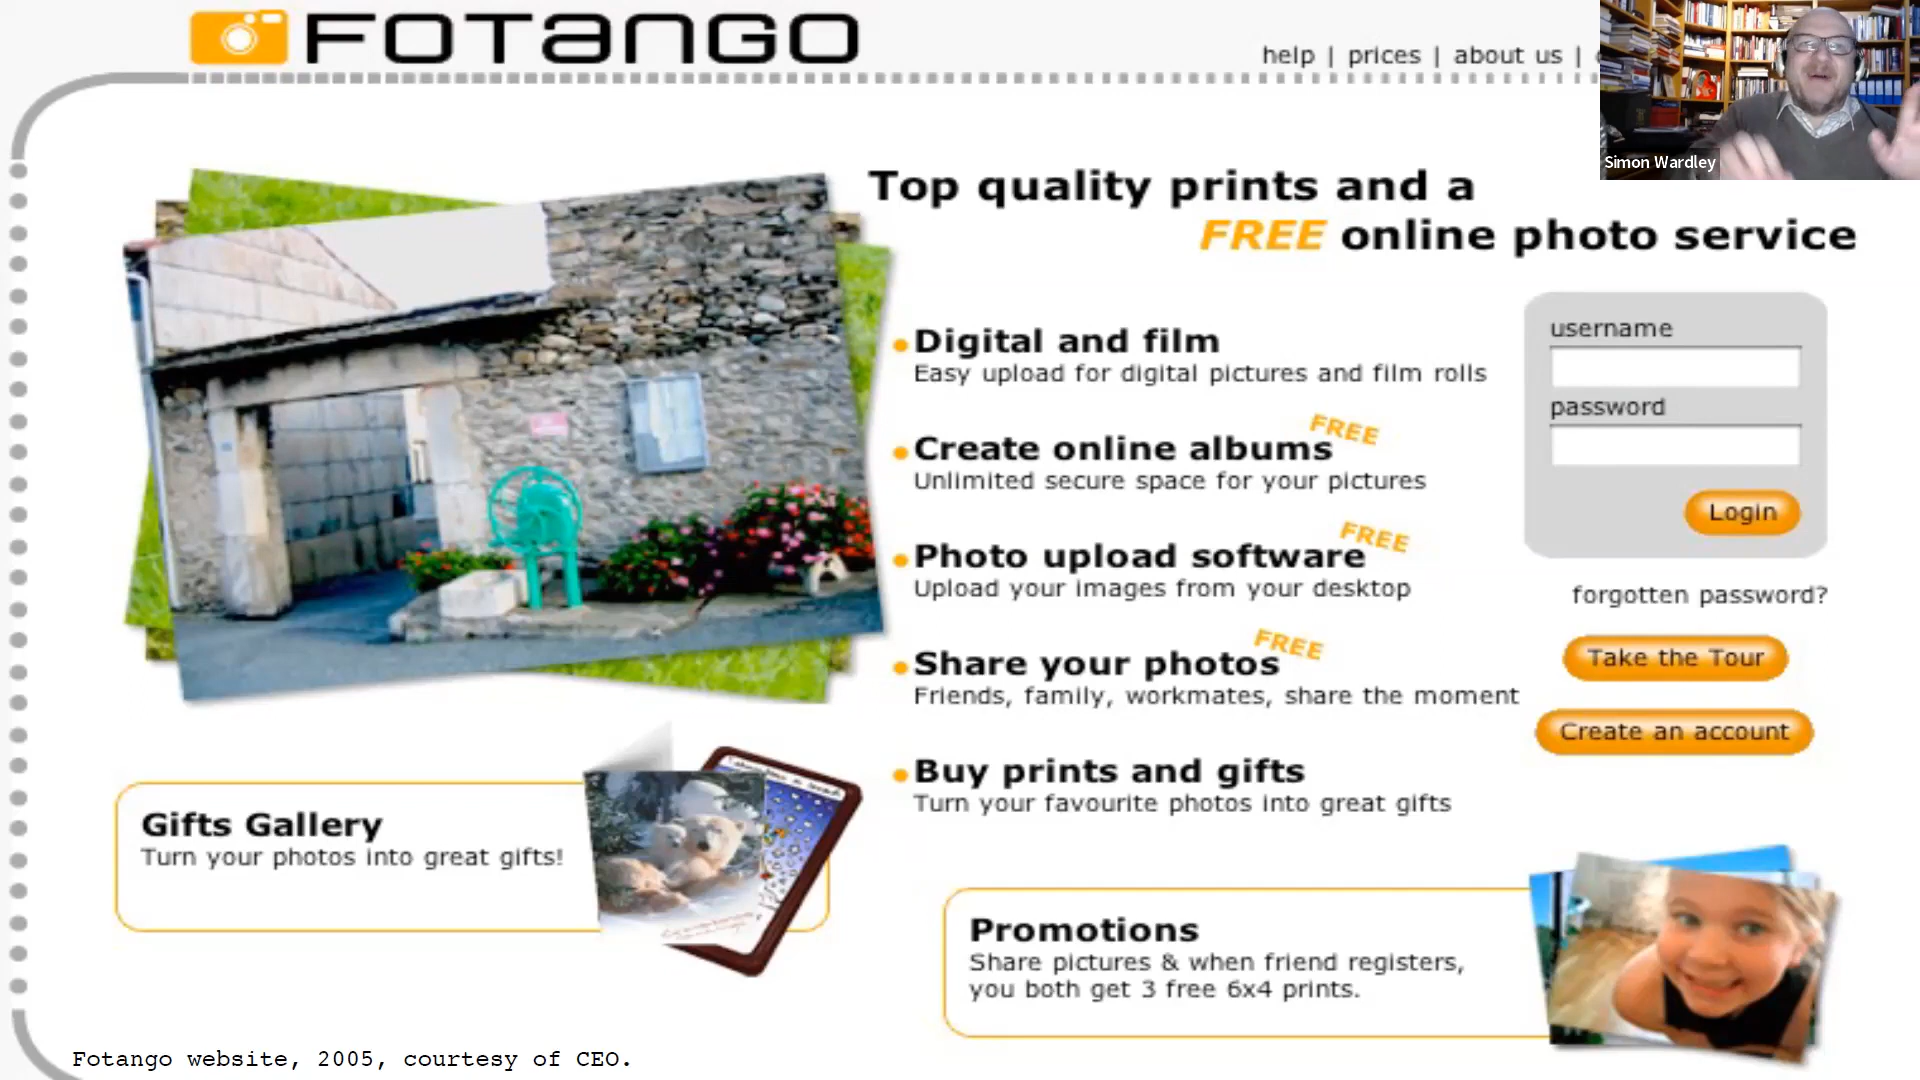 FOTANGO
help | prices | about us |
Simon Wardley
Top quality prints and a
FREE online photo service
Digital and film
Easy upload for digital pictures and film rolls
FREE
Create online albums
Unlimited secure space for your pictures
FREE
Photo upload software
Upload your images from your desktop
FREE
Share your photos
Friends, family, workmates, share the moment
Buy prints and gifts
Turn your favourite photos into great gifts
username
password
Login
forgotten password?
Take the Tour
Create an account
Gifts Gallery
Turn your photos into great gifts!
Promotions
Share pictures & when friend registers,
you both get 3 free 6x4 prints.
Fotango website, 2005, courtesy of CEO.